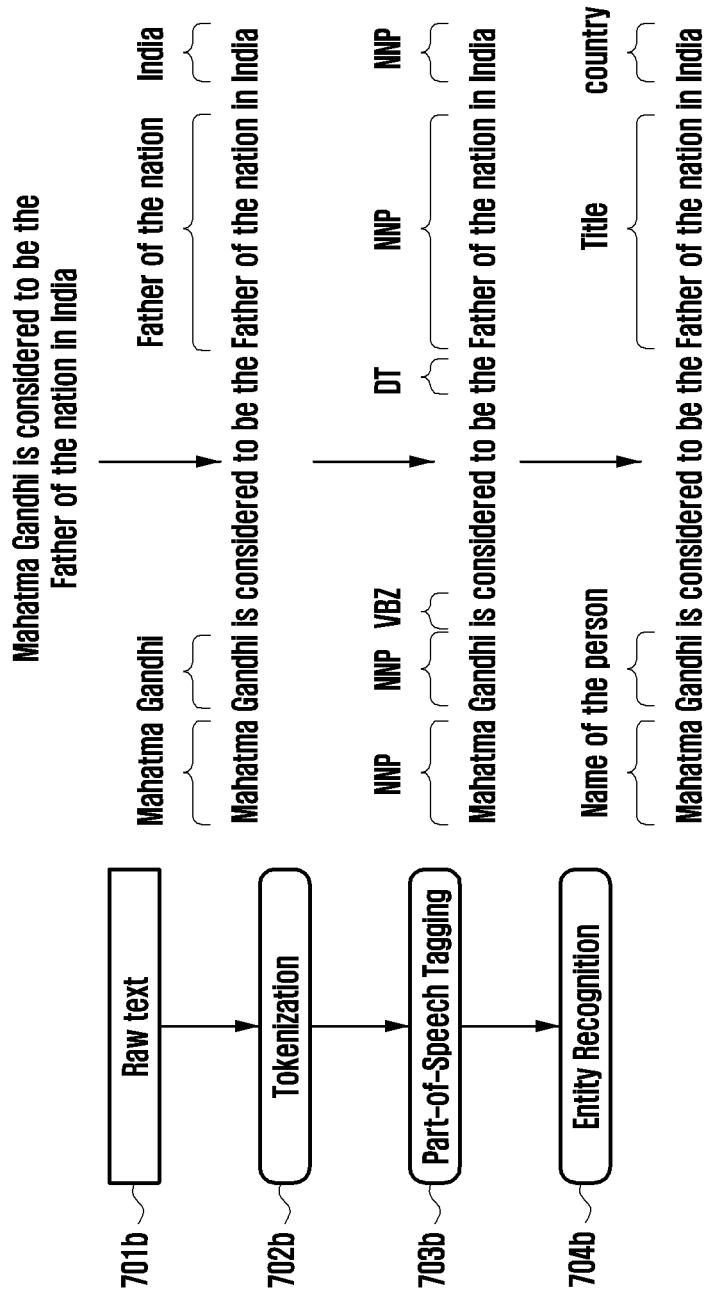 Mahatma Gandhi is considered to be the
Father of the nation in India
701b
Raw text
Mahatma Gandhi Father of the nation India
702b
Tokenization
Mahatma Gandhi is considered to be the Father of the nation in India
NNP NNP VBZ DT NNP NNP
703b
Part-of-Speech Tagging
Mahatma Gandhi is considered to be the Father of the nation in India
Name of the person Title country
704b
Entity Recognition
Mahatma Gandhi is considered to be the Father of the nation in India